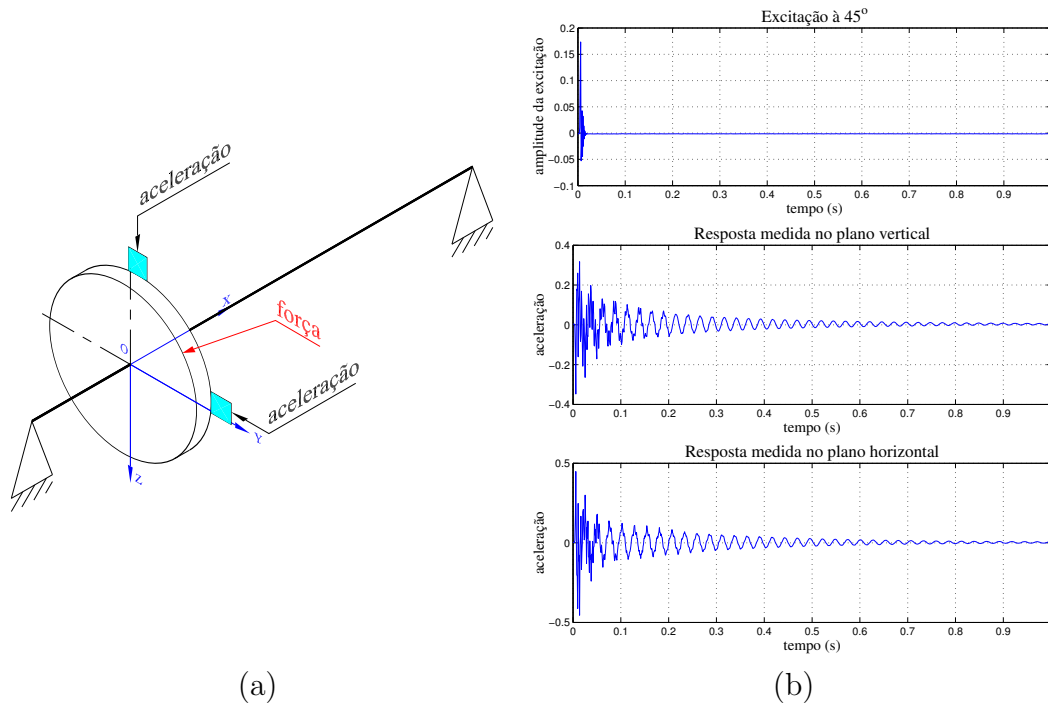 aceleração
X
força
O
aceleração
Y
Z
(a)
Excitação à 45º
amplitude da excitação
0.2
0.15
0.1
0.05
0
−0.05
−0.1
0 0.1 0.2 0.3 0.4 0.5 0.6 0.7 0.8 0.9
tempo (s)
Resposta medida no plano vertical
aceleração
0.4
0.2
0
−0.2
−0.4
0 0.1 0.2 0.3 0.4 0.5 0.6 0.7 0.8 0.9
tempo (s)
Resposta medida no plano horizontal
aceleração
0.5
0
−0.5
0 0.1 0.2 0.3 0.4 0.5 0.6 0.7 0.8 0.9
tempo (s)
(b)